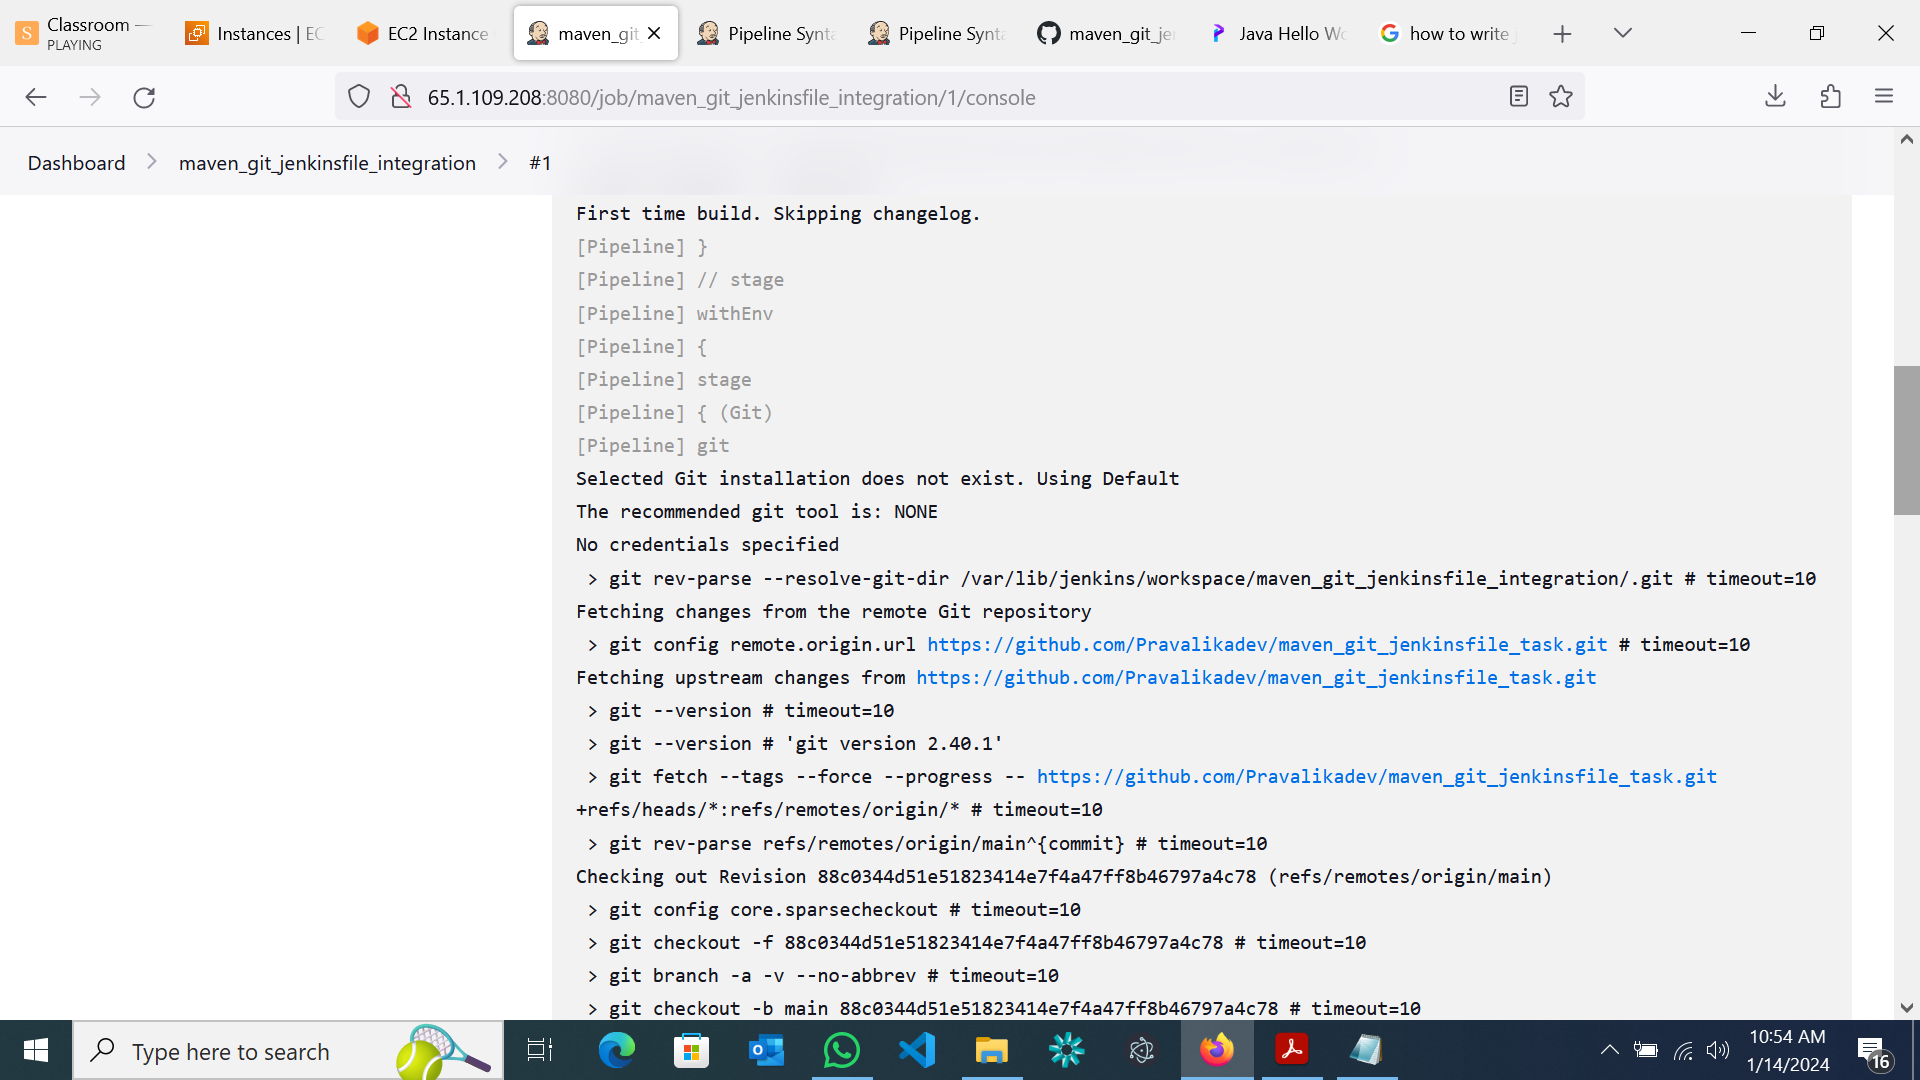 Classroom
PLAYING
Instances | EC
EC2 Instance
maven_git
Pipeline Synta
Pipeline Synta
maven_git_je
Java Hello Wo
how to write j
65.1.109.208:8080/job/maven_git_jenkinsfile_integration/1/console
Dashboard
maven_git_jenkinsfile_integration
#1
First time build. Skipping changelog.
[Pipeline] }
[Pipeline] // stage
[Pipeline] withEnv
[Pipeline] {
[Pipeline] stage
[Pipeline] { (Git)
[Pipeline] git
Selected Git installation does not exist. Using Default
The recommended git tool is: NONE
No credentials specified
> git rev-parse --resolve-git-dir /var/lib/jenkins/workspace/maven_git_jenkinsfile_integration/.git # timeout=10
Fetching changes from the remote Git repository
> git config remote.origin.url https://github.com/Pravalikadev/maven_git_jenkinsfile_task.git # timeout=10
Fetching upstream changes from https://github.com/Pravalikadev/maven_git_jenkinsfile_task.git
> git --version # timeout=10
> git --version # 'git version 2.40.1'
> git fetch --tags --force --progress -- https://github.com/Pravalikadev/maven_git_jenkinsfile_task.git
+refs/heads/*:refs/remotes/origin/* # timeout=10
> git rev-parse refs/remotes/origin/main^{commit} # timeout=10
Checking out Revision 88c0344d51e51823414e7f4a47ff8b46797a4c78 (refs/remotes/origin/main)
> git config core.sparsecheckout # timeout=10
> git checkout -f 88c0344d51e51823414e7f4a47ff8b46797a4c78 # timeout=10
> git branch -a -v --no-abbrev # timeout=10
> git checkout -b main 88c0344d51e51823414e7f4a47ff8b46797a4c78 # timeout=10
Type here to search
10:54 AM
1/14/2024
16